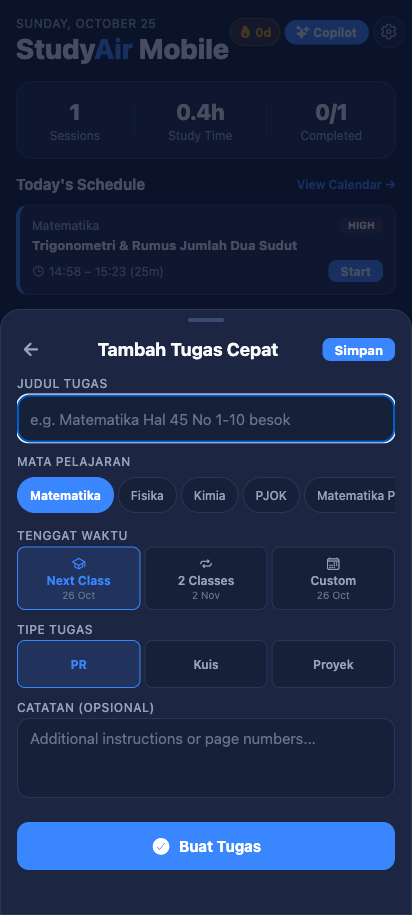 SUNDAY, OCTOBER 25
StudyAir Mobile
0d
Copilot
1
Sessions
0.4h
Study Time
0/1
Completed
Today's Schedule
View Calendar →
Matematika
HIGH
Trigonometri & Rumus Jumlah Dua Sudut
14:58 – 15:23 (25m)
Start
Tambah Tugas Cepat
Simpan
JUDUL TUGAS
e.g. Matematika Hal 45 No 1-10 besok
MATA PELAJARAN
Matematika
Fisika
Kimia
PJOK
Matematika P
TENGGAT WAKTU
Next Class
26 Oct
2 Classes
2 Nov
Custom
26 Oct
TIPE TUGAS
PR
Kuis
Proyek
CATATAN (OPSIONAL)
Additional instructions or page numbers...
Buat Tugas